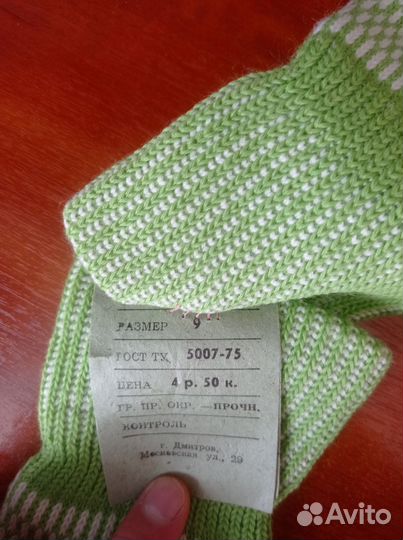 РАЗМЕР 9
ГОСТ ТУ 5007-75
ЦЕНА 4 р. 50 к.
ГР. ПР. ОКР. —ПРОЧН.
КОНТРОЛЬ
г. Дмитров,
Московская ул., 29
Avito